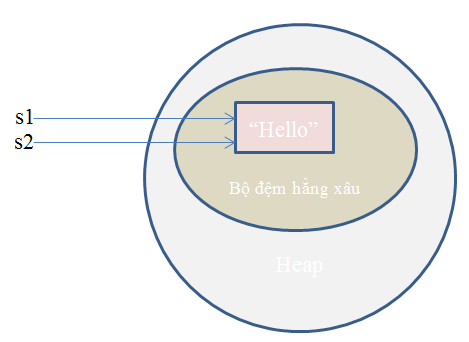 s1
s2
“Hello”
Bộ đệm hằng xâu
Heap